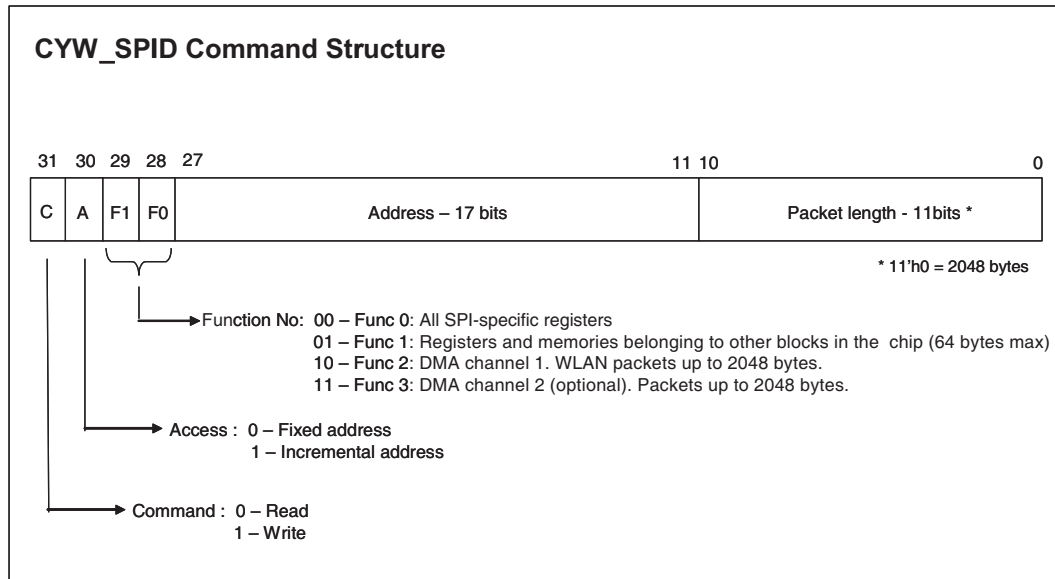 CYW_SPID Command Structure
31 30 29 28 27 11 10 0
C A F1 F0 Address – 17 bits Packet length - 11bits *
* 11'h0 = 2048 bytes
Function No: 00 – Func 0: All SPI-specific registers
01 – Func 1: Registers and memories belonging to other blocks in the chip (64 bytes max)
10 – Func 2: DMA channel 1. WLAN packets up to 2048 bytes.
11 – Func 3: DMA channel 2 (optional). Packets up to 2048 bytes.
Access : 0 – Fixed address
1 – Incremental address
Command : 0 – Read
1 – Write